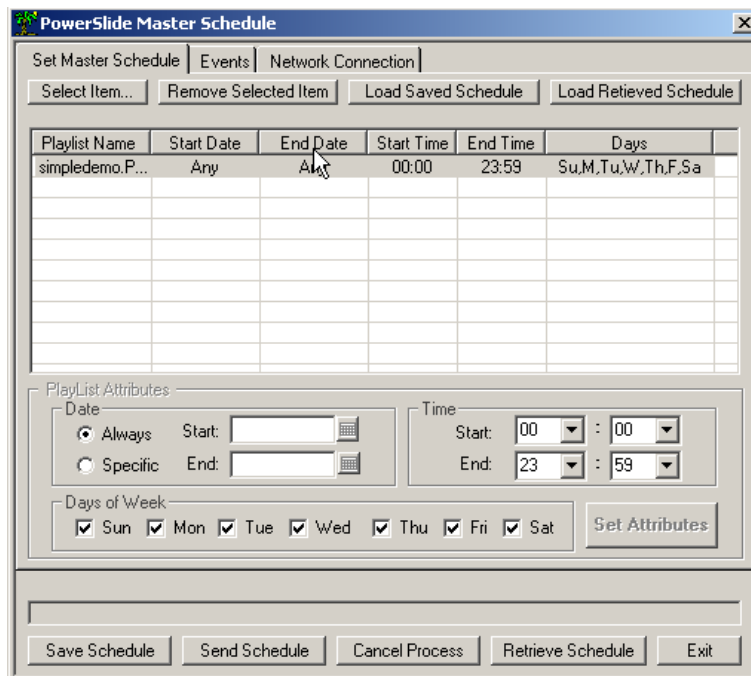 PowerSlide Master Schedule
Set Master Schedule Events Network Connection
Select Item... Remove Selected Item Load Saved Schedule Load Retieved Schedule
Playlist Name Start Date End Date Start Time End Time Days
simpledemo.P... Any Any 00:00 23:59 Su,M,Tu,W,Th,F,Sa
PlayList Attributes
Date Time
Always Start: Start: 00 : 00
Specific End: End: 23 : 59
Days of Week
Sun Mon Tue Wed Thu Fri Sat Set Attributes
Save Schedule Send Schedule Cancel Process Retrieve Schedule Exit